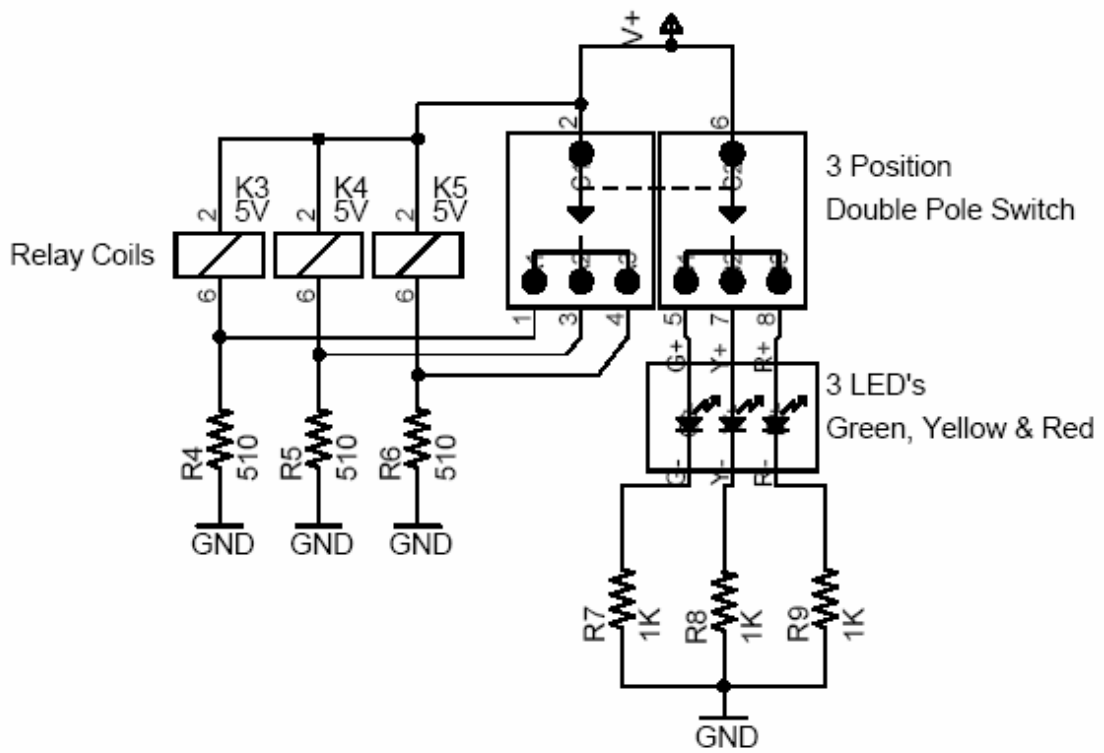 V+
2
6
C1
C2
3 Position
Double Pole Switch
K3
5V
K4
5V
K5
5V
2
2
2
Relay Coils
6
6
6
1
3
4
5
7
8
G+
Y+
R+
3 LED's
Green, Yellow & Red
R4
510
R5
510
R6
510
G-
Y-
R-
GND
GND
GND
R7
1K
R8
1K
R9
1K
GND